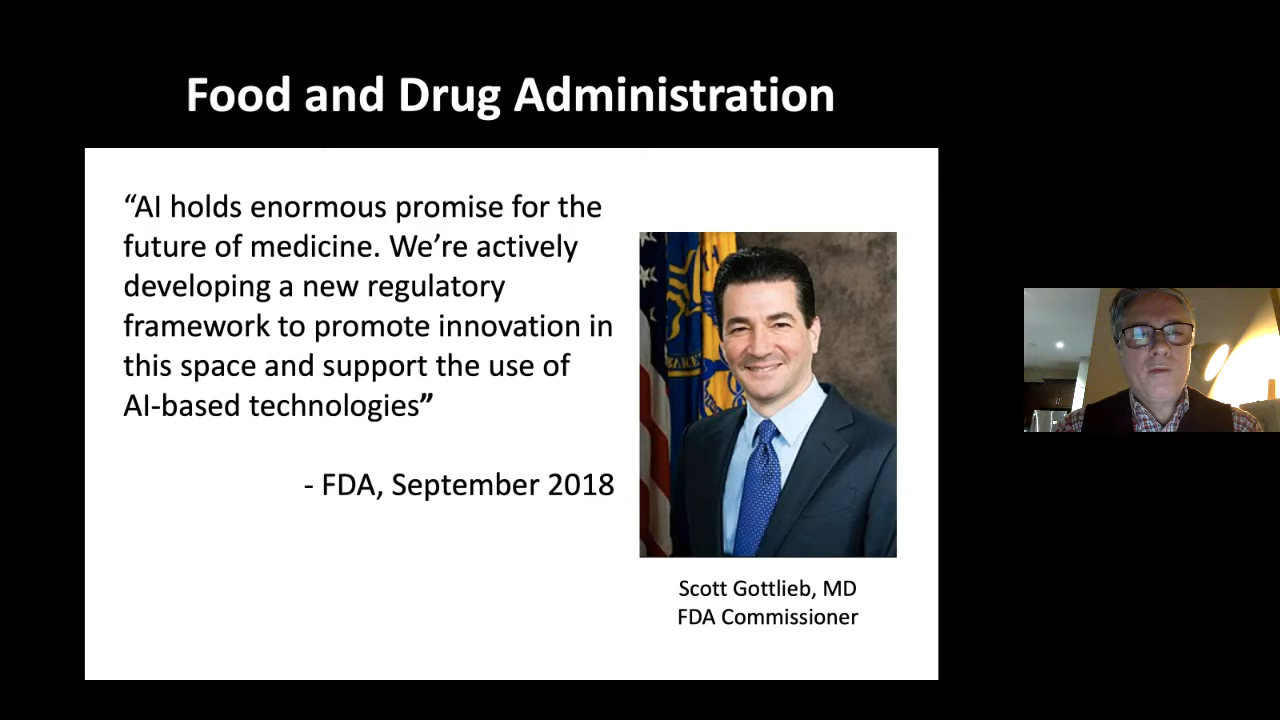 Food and Drug Administration
“AI holds enormous promise for the
future of medicine. We’re actively
developing a new regulatory
framework to promote innovation in
this space and support the use of
AI-based technologies”
- FDA, September 2018
Scott Gottlieb, MD
FDA Commissioner